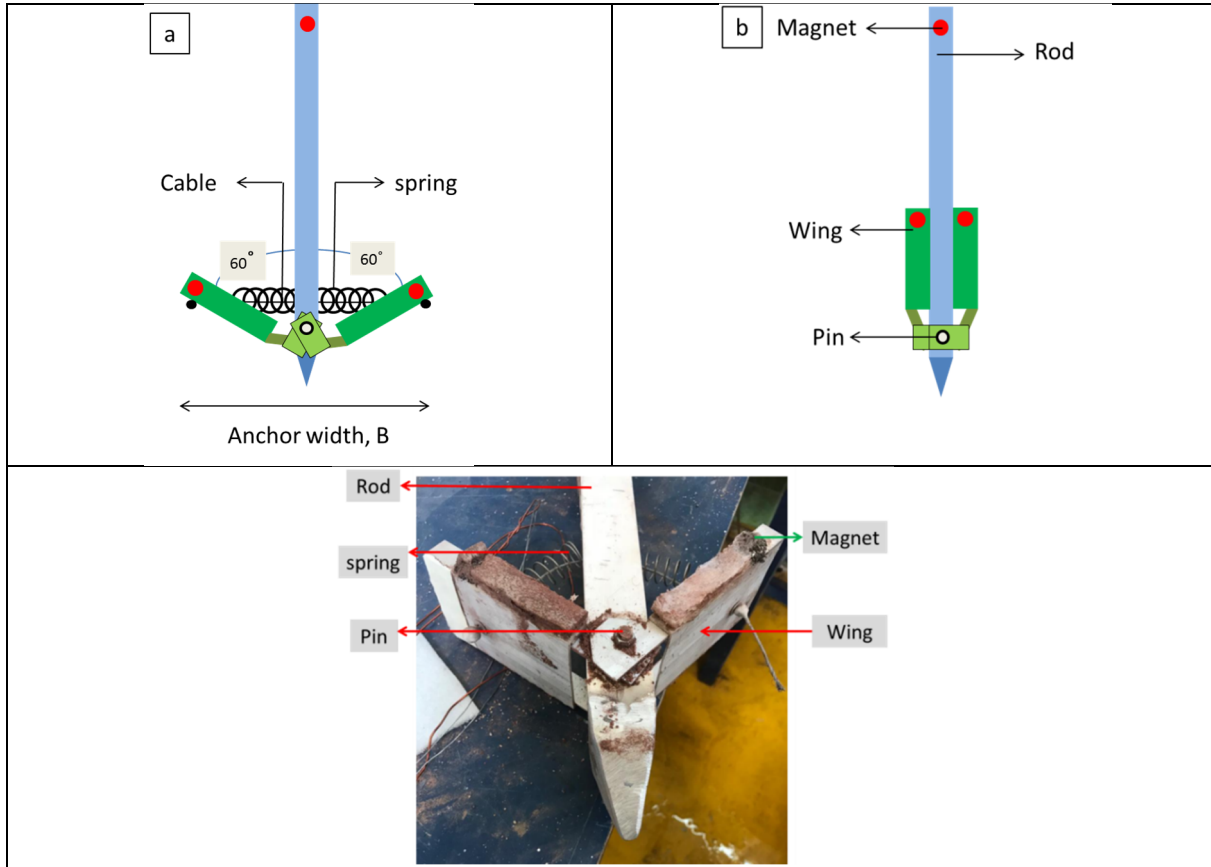 a
Cable
spring
60°
60°
Anchor width, B
b
Magnet
Rod
Wing
Pin
Rod
spring
Pin
Magnet
Wing